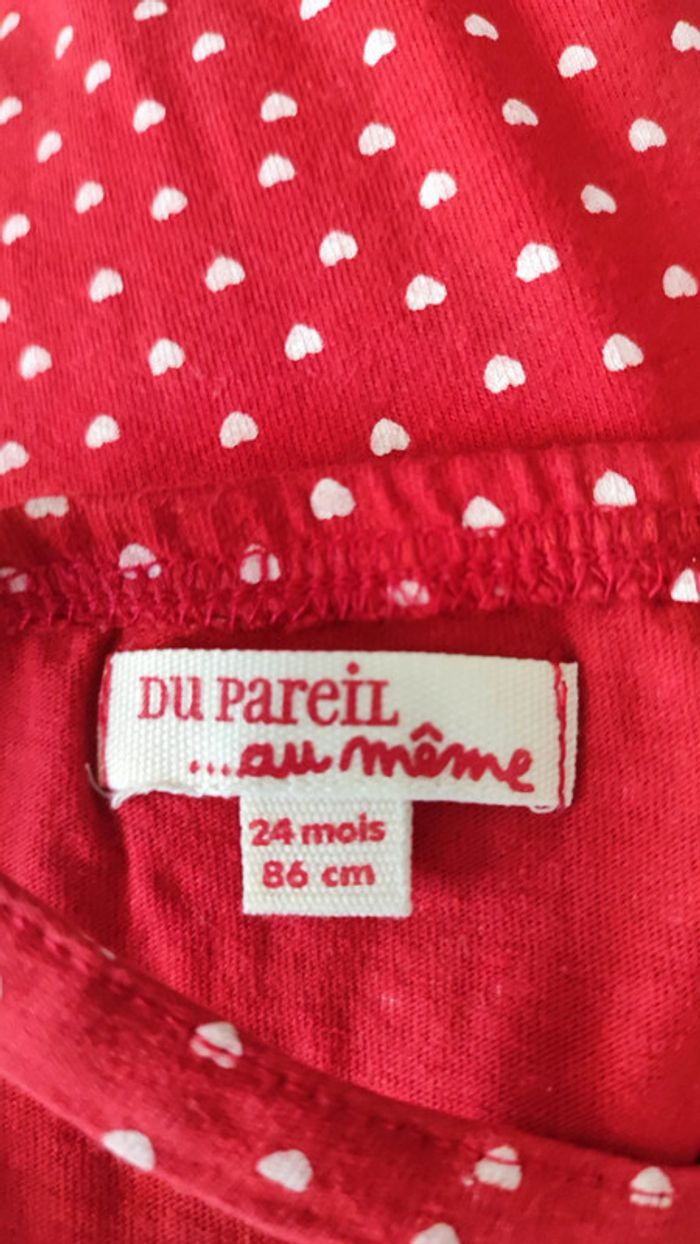 DU PAREIL
...au même
24 mois
86 cm